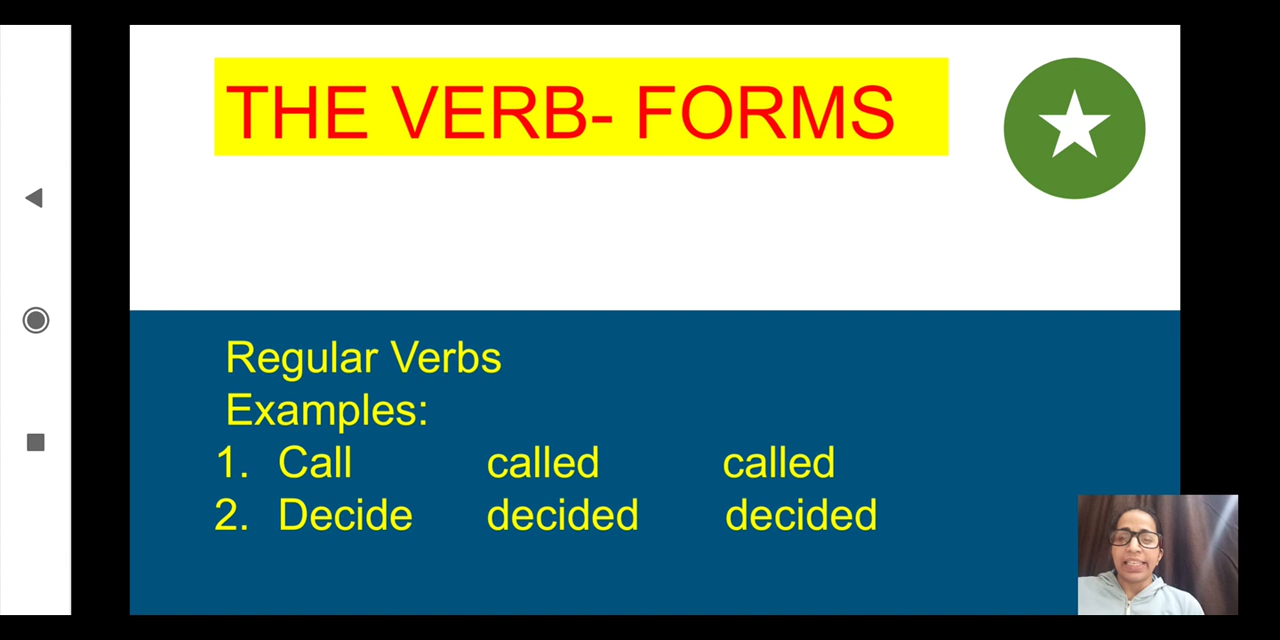 THE VERB- FORMS
Regular Verbs
Examples:
1. Call called called
2. Decide decided decided